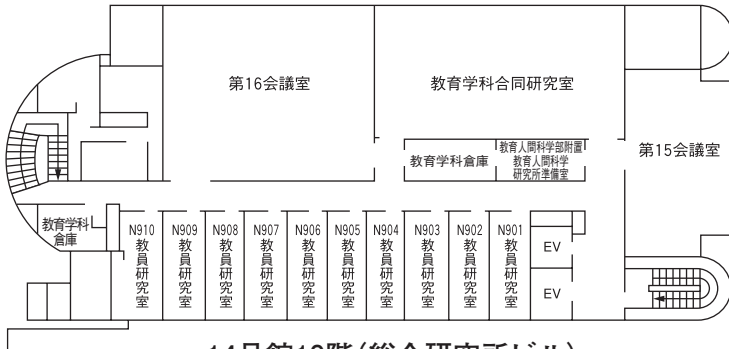 第16会議室
教育学科合同研究室
教育学科倉庫
教育人間科学部附置
教育人間科学
研究所準備室
第15会議室
教育学科
倉庫
N910
教員研究室
N909
教員研究室
N908
教員研究室
N907
教員研究室
N906
教員研究室
N905
教員研究室
N904
教員研究室
N903
教員研究室
N902
教員研究室
N901
教員研究室
EV
EV